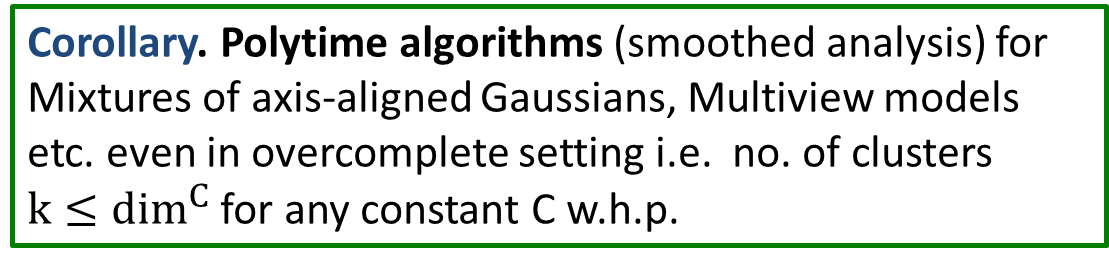 Corollary. Polytime algorithms (smoothed analysis) for
Mixtures of axis-aligned Gaussians, Multiview models
etc. even in overcomplete setting i.e. no. of clusters
k ≤ dim^C for any constant C w.h.p.